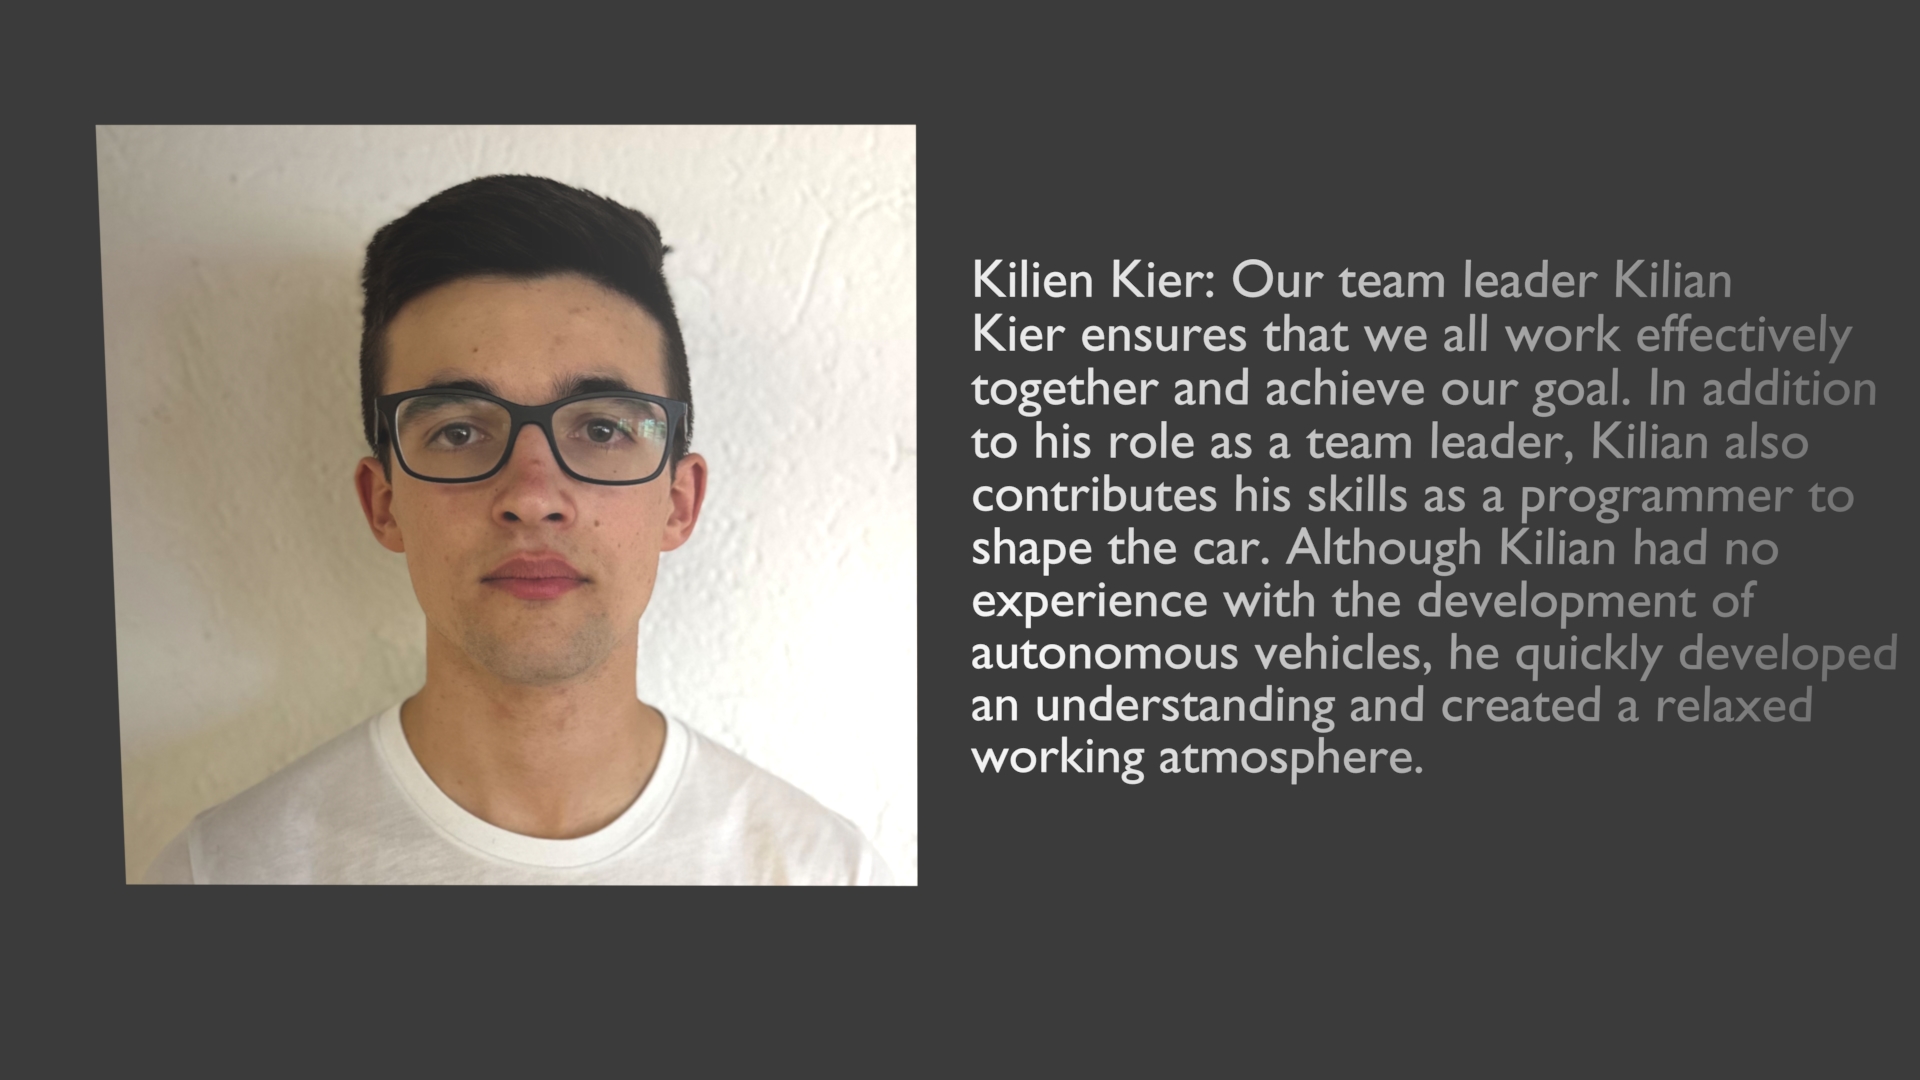 Kilien Kier: Our team leader Kilian
Kier ensures that we all work effectively
together and achieve our goal. In addition
to his role as a team leader, Kilian also
contributes his skills as a programmer to
shape the car. Although Kilian had no
experience with the development of
autonomous vehicles, he quickly developed
an understanding and created a relaxed
working atmosphere.